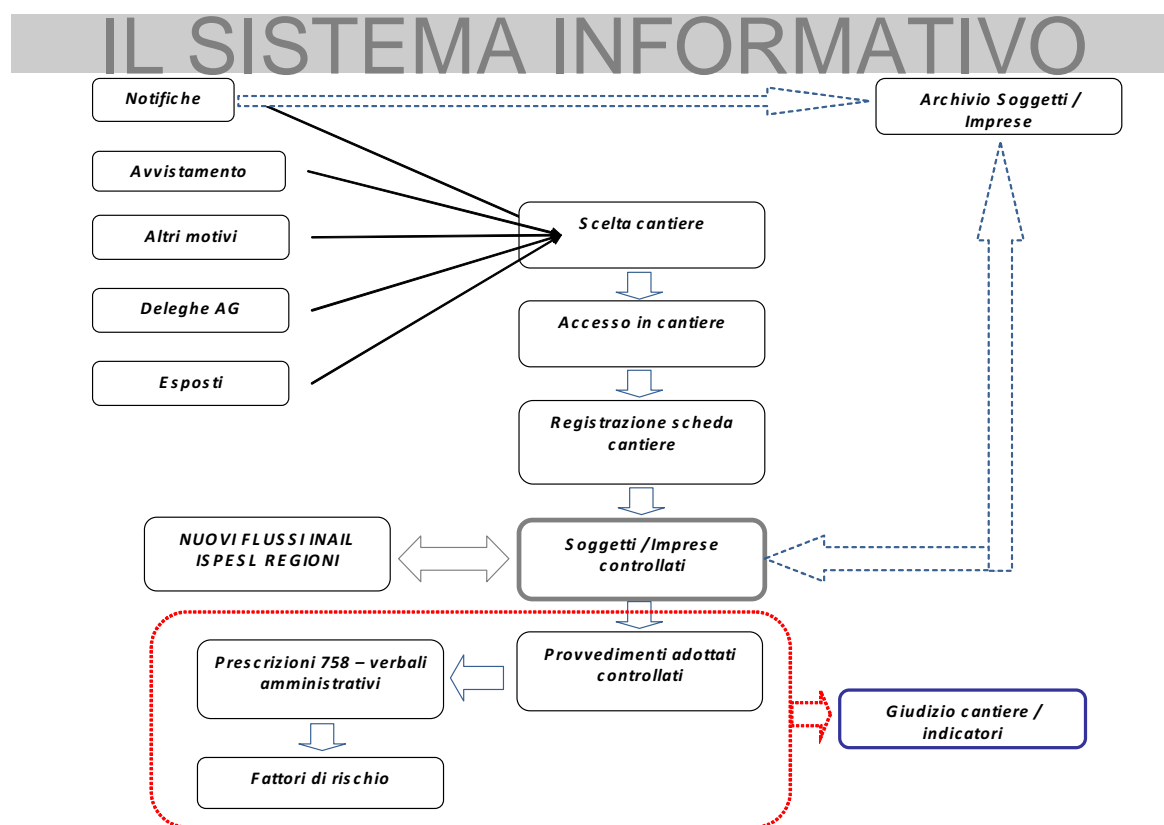 IL SISTEMA INFORMATIVO
Notifiche
Archivio Soggetti /
Imprese
Avvistamento
Altri motivi
Deleghe AG
Esposti
Scelta cantiere
Accesso in cantiere
Registrazione scheda
cantiere
NUOVI FLUSSI INAIL
ISPESL REGIONI
Soggetti /Imprese
controllati
Prescrizioni 758 – verbali
amministrativi
Provvedimenti adottati
controllati
Giudizio cantiere /
indicatori
Fattori di rischio